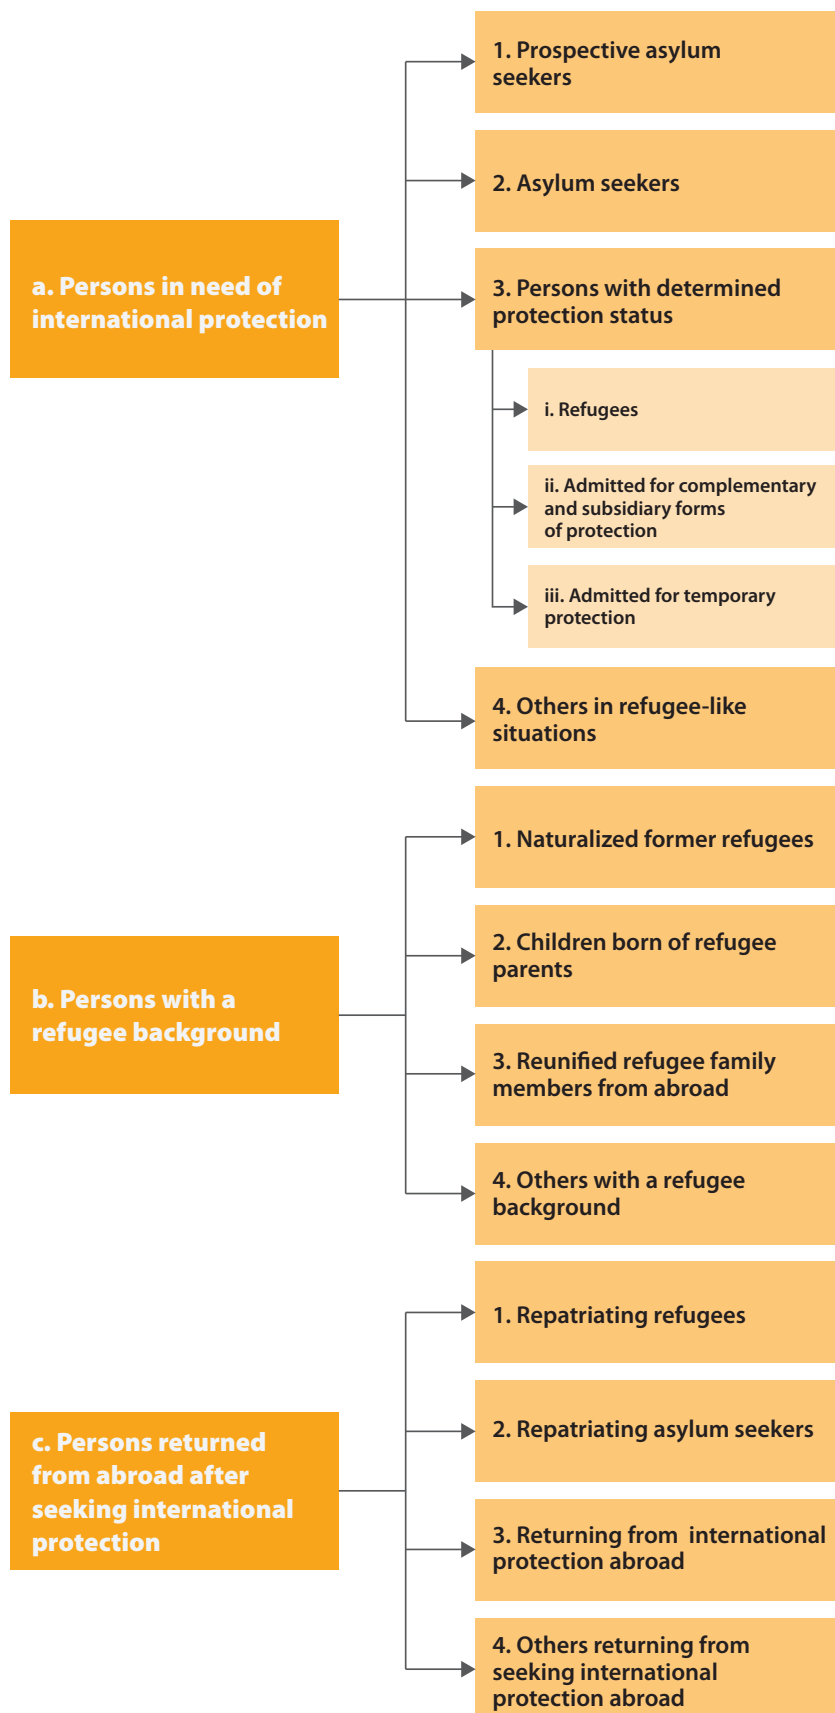 a. Persons in need of
international protection
1. Prospective asylum
seekers
2. Asylum seekers
3. Persons with determined
protection status
i. Refugees
ii. Admitted for complementary
and subsidiary forms
of protection
iii. Admitted for temporary
protection
4. Others in refugee-like
situations
b. Persons with a
refugee background
1. Naturalized former refugees
2. Children born of refugee
parents
3. Reunified refugee family
members from abroad
4. Others with a refugee
background
c. Persons returned
from abroad after
seeking international
protection
1. Repatriating refugees
2. Repatriating asylum seekers
3. Returning from international
protection abroad
4. Others returning from
seeking international
protection abroad